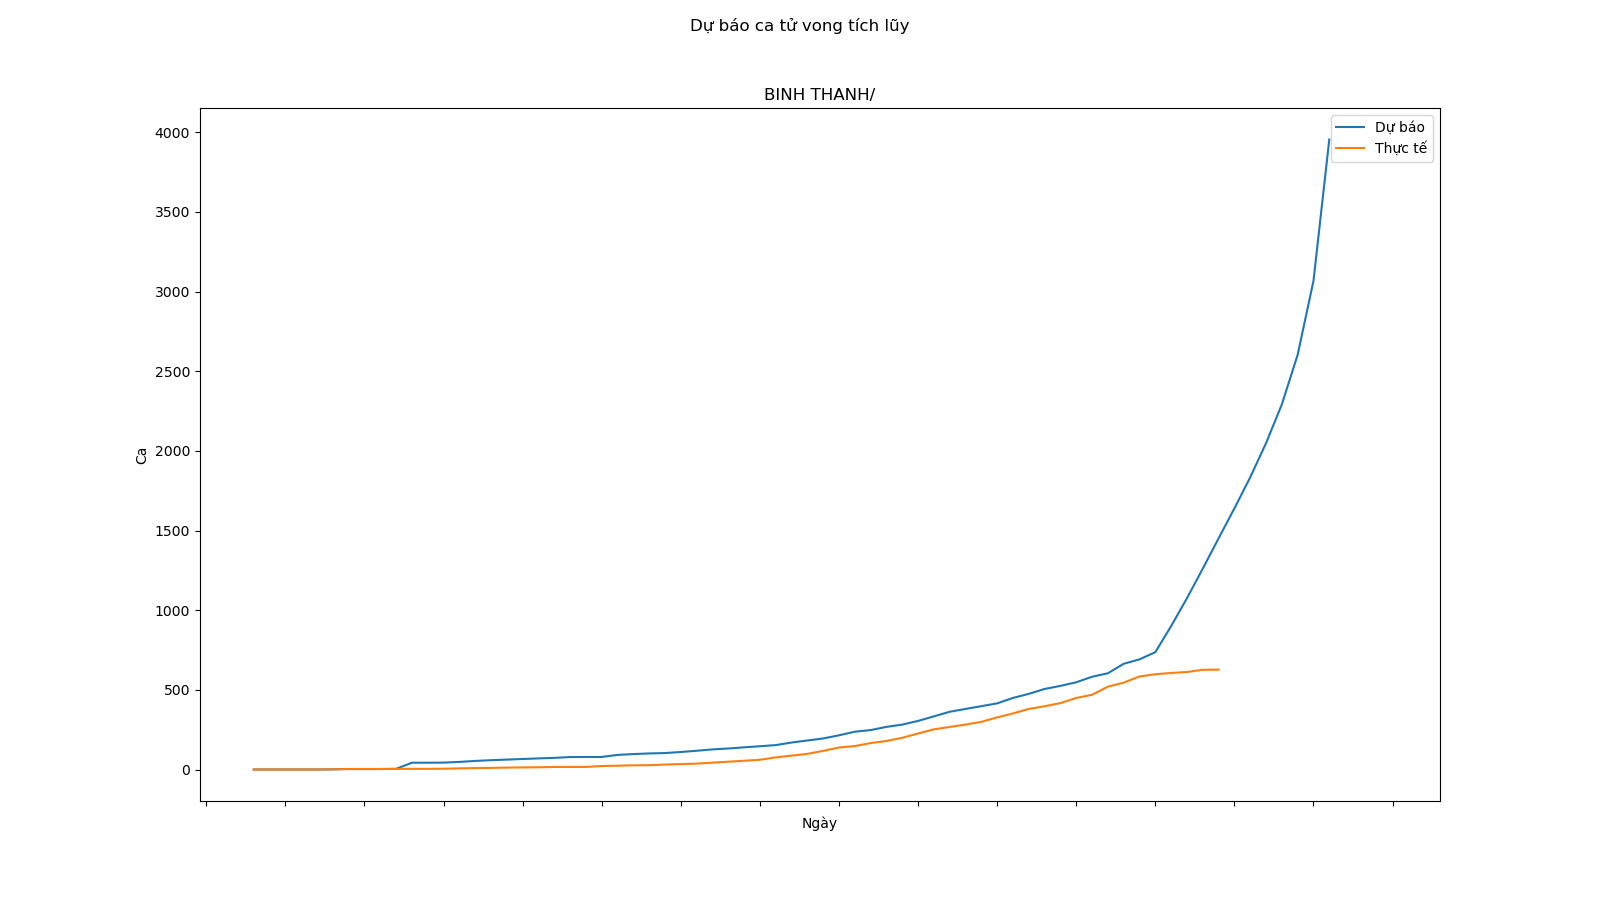 Dự báo ca tử vong tích lũy
BINH THANH/
Dự báo
Thực tế
4000
3500
3000
2500
2000
1500
1000
500
0
Ca
Ngày